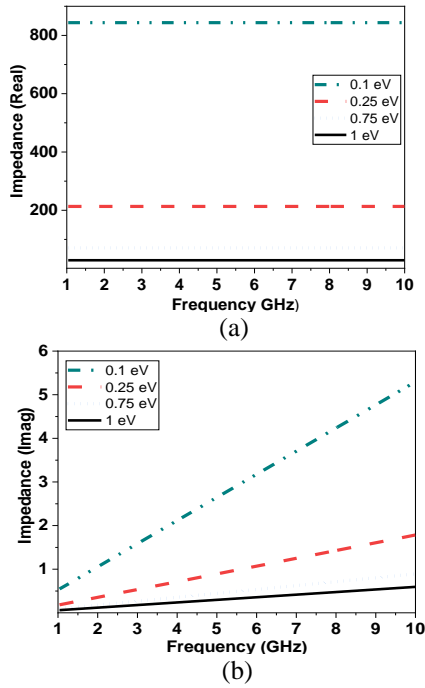 800
600
400
200
Impedance (Real)
0.1 eV
0.25 eV
0.75 eV
1 eV
1 2 3 4 5 6 7 8 9 10
Frequency GHz)
(a)
6
5
4
3
2
1
Impedance (Imag)
0.1 eV
0.25 eV
0.75 eV
1 eV
1 2 3 4 5 6 7 8 9 10
Frequency (GHz)
(b)